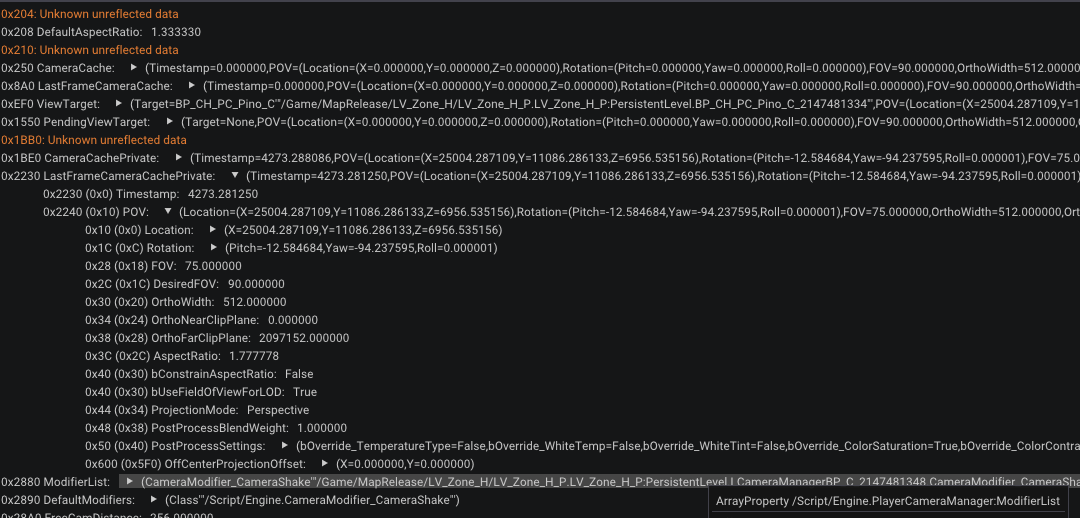 0x204: Unknown unreflected data
0x208 DefaultAspectRatio: 1.333330
0x210: Unknown unreflected data
0x250 CameraCache: ▶ (Timestamp=0.000000,POV=(Location=(X=0.000000,Y=0.000000,Z=0.000000),Rotation=(Pitch=0.000000,Yaw=0.000000,Roll=0.000000),FOV=90.000000,OrthoWidth=512.0000
0x8A0 LastFrameCameraCache: ▶ (Timestamp=0.000000,POV=(Location=(X=0.000000,Y=0.000000,Z=0.000000),Rotation=(Pitch=0.000000,Yaw=0.000000,Roll=0.000000),FOV=90.000000,OrthoWidth=
0xEF0 ViewTarget: ▶ (Target=BP_CH_PC_Pino_C'"/Game/MapRelease/LV_Zone_H/LV_Zone_H_P.LV_Zone_H_P:PersistentLevel.BP_CH_PC_Pino_C_2147481334"',POV=(Location=(X=25004.287109,Y=1
0x1550 PendingViewTarget: ▶ (Target=None,POV=(Location=(X=0.000000,Y=0.000000,Z=0.000000),Rotation=(Pitch=0.000000,Yaw=0.000000,Roll=0.000000),FOV=90.000000,OrthoWidth=512.000000,
0x1BB0: Unknown unreflected data
0x1BE0 CameraCachePrivate: ▶ (Timestamp=4273.288086,POV=(Location=(X=25004.287109,Y=11086.286133,Z=6956.535156),Rotation=(Pitch=-12.584684,Yaw=-94.237595,Roll=0.000001),FOV=75.0
0x2230 LastFrameCameraCachePrivate: ▼ (Timestamp=4273.281250,POV=(Location=(X=25004.287109,Y=11086.286133,Z=6956.535156),Rotation=(Pitch=-12.584684,Yaw=-94.237595,Roll=0.000001)
0x2230 (0x0) Timestamp: 4273.281250
0x2240 (0x10) POV: ▼ (Location=(X=25004.287109,Y=11086.286133,Z=6956.535156),Rotation=(Pitch=-12.584684,Yaw=-94.237595,Roll=0.000001),FOV=75.000000,OrthoWidth=512.000000,Ort
0x10 (0x0) Location: ▶ (X=25004.287109,Y=11086.286133,Z=6956.535156)
0x1C (0xC) Rotation: ▶ (Pitch=-12.584684,Yaw=-94.237595,Roll=0.000001)
0x28 (0x18) FOV: 75.000000
0x2C (0x1C) DesiredFOV: 90.000000
0x30 (0x20) OrthoWidth: 512.000000
0x34 (0x24) OrthoNearClipPlane: 0.000000
0x38 (0x28) OrthoFarClipPlane: 2097152.000000
0x3C (0x2C) AspectRatio: 1.777778
0x40 (0x30) bConstrainAspectRatio: False
0x40 (0x30) bUseFieldOfViewForLOD: True
0x44 (0x34) ProjectionMode: Perspective
0x48 (0x38) PostProcessBlendWeight: 1.000000
0x50 (0x40) PostProcessSettings: ▶ (bOverride_TemperatureType=False,bOverride_WhiteTemp=False,bOverride_WhiteTint=False,bOverride_ColorSaturation=True,bOverride_ColorContra
0x600 (0x5F0) OffCenterProjectionOffset: ▶ (X=0.000000,Y=0.000000)
0x2880 ModifierList: ▶ (CameraModifier_CameraShake'"/Game/MapRelease/LV_Zone_H/LV_Zone_H_P.LV_Zone_H_P:PersistentLevel.LCameraManagerBP_C_2147481348.CameraModifier_CameraSha
0x2890 DefaultModifiers: ▶ (Class'"/Script/Engine.CameraModifier_CameraShake"')
ArrayProperty /Script/Engine.PlayerCameraManager:ModifierList
0x28A0 FreeCamDistance: 256.000000